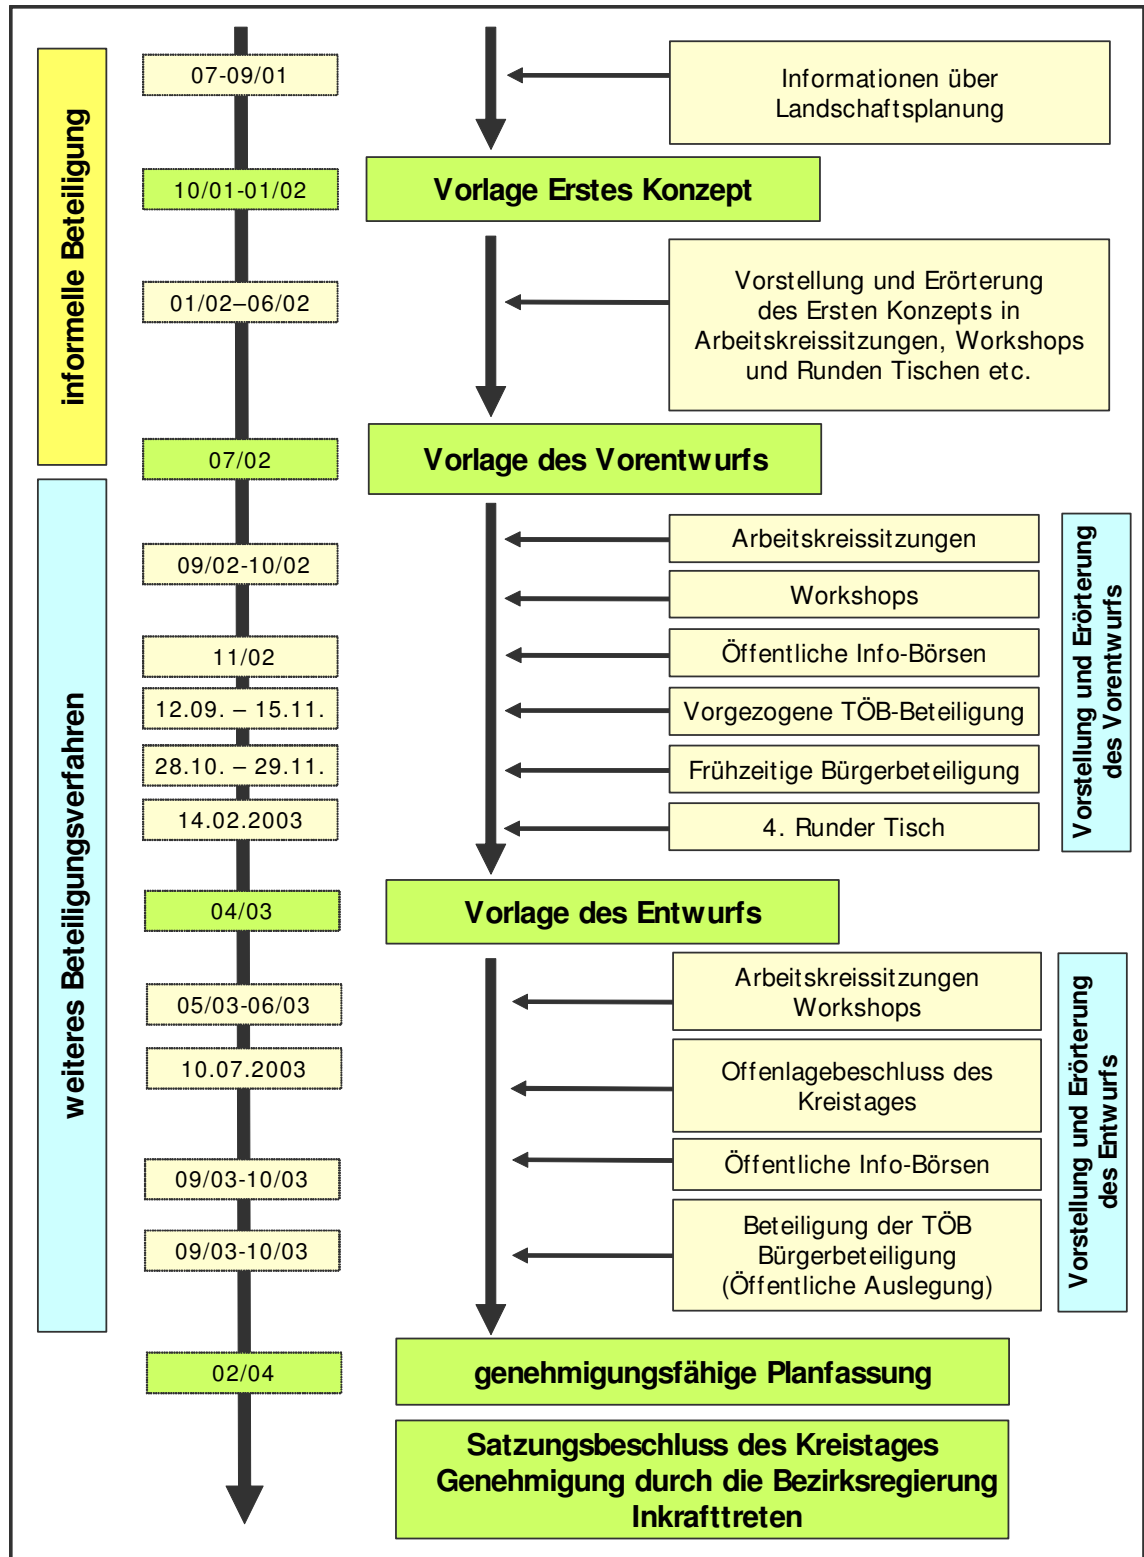 informelle Beteiligung
07-09/01
Informationen über
Landschaftsplanung
10/01-01/02
Vorlage Erstes Konzept
01/02–06/02
Vorstellung und Erörterung
des Ersten Konzepts in
Arbeitskreissitzungen, Workshops
und Runden Tischen etc.
07/02
Vorlage des Vorentwurfs
weiteres Beteiligungsverfahren
Vorstellung und Erörterung
des Vorentwurfs
09/02-10/02
Arbeitskreissitzungen
Workshops
11/02
Öffentliche Info-Börsen
12.09. – 15.11.
Vorgezogene TÖB-Beteiligung
28.10. – 29.11.
Frühzeitige Bürgerbeteiligung
14.02.2003
4. Runder Tisch
04/03
Vorlage des Entwurfs
Vorstellung und Erörterung
des Entwurfs
05/03-06/03
Arbeitskreissitzungen
Workshops
10.07.2003
Offenlagebeschluss des
Kreistages
09/03-10/03
Öffentliche Info-Börsen
09/03-10/03
Beteiligung der TÖB
Bürgerbeteiligung
(Öffentliche Auslegung)
02/04
genehmigungsfähige Planfassung
Satzungsbeschluss des Kreistages
Genehmigung durch die Bezirksregierung
Inkrafttreten